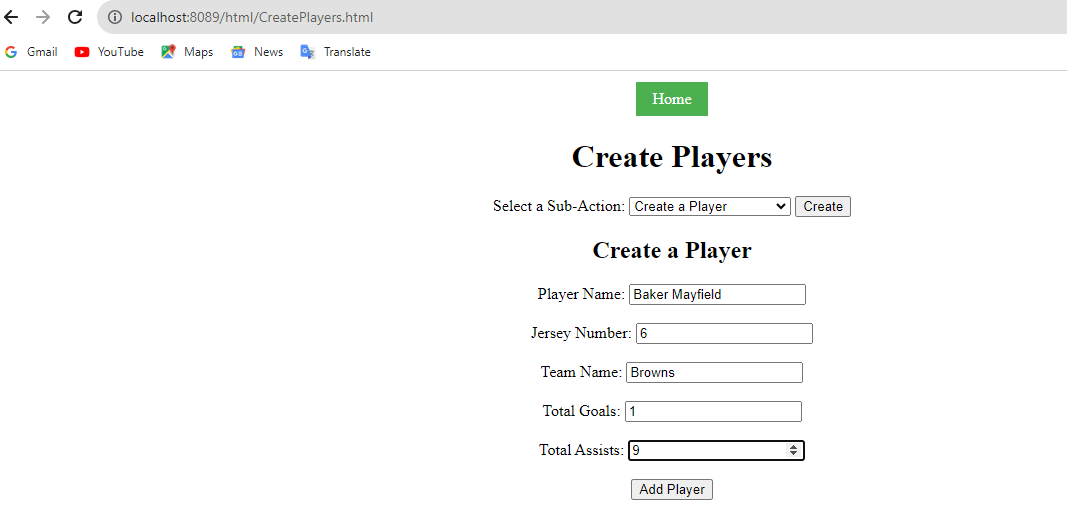 localhost:8089/html/CreatePlayers.html
Gmail YouTube Maps News Translate
Home
Create Players
Select a Sub-Action: Create a Player Create
Create a Player
Player Name: Baker Mayfield
Jersey Number: 6
Team Name: Browns
Total Goals: 1
Total Assists: 9
Add Player